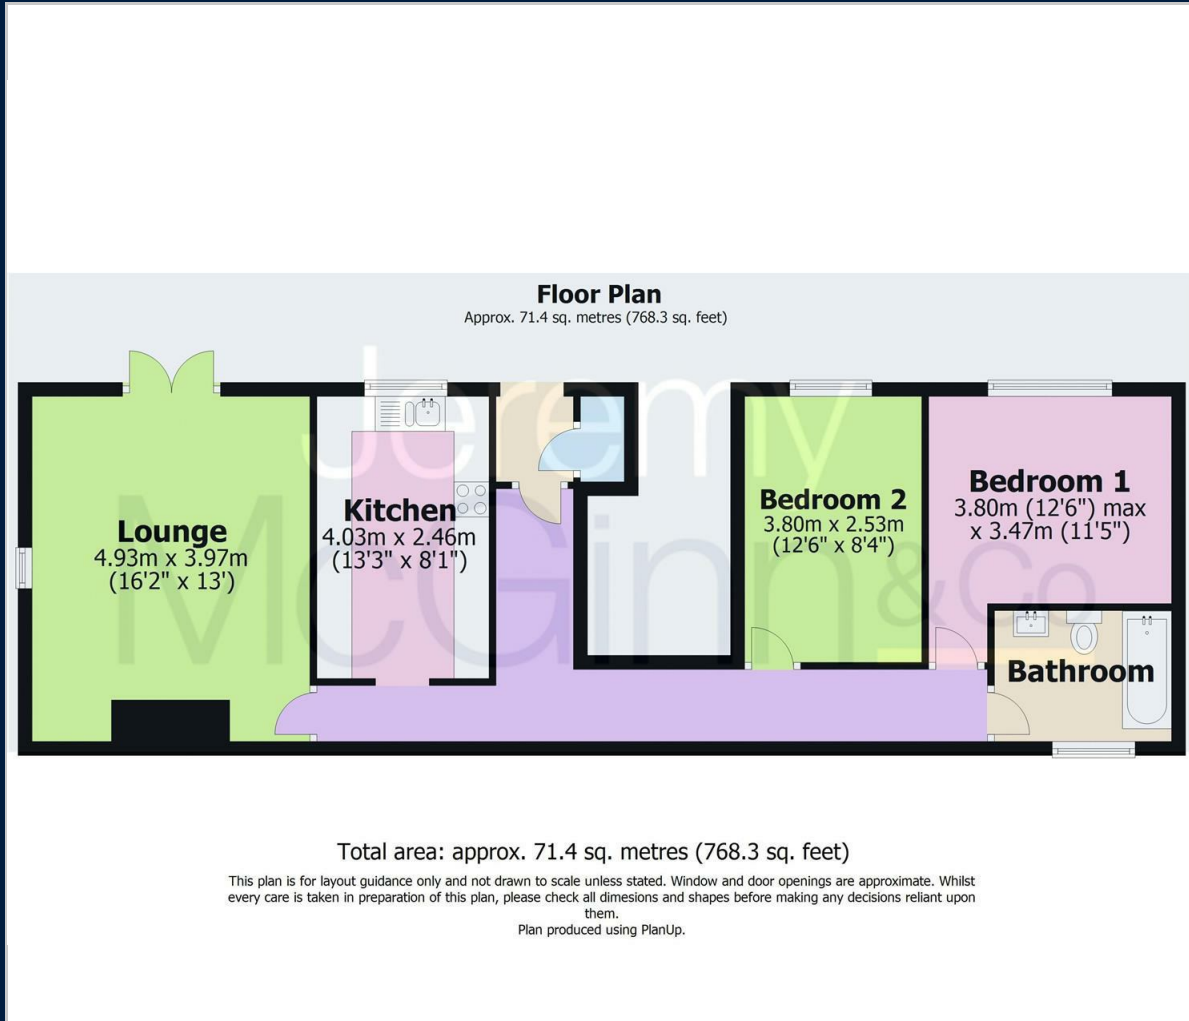 Floor Plan
Approx. 71.4 sq. metres (768.3 sq. feet)
Jeremy
McGinn & Co
Lounge
4.93m x 3.97m
(16'2" x 13')
Kitchen
4.03m x 2.46m
(13'3" x 8'1")
Bedroom 2
3.80m x 2.53m
(12'6" x 8'4")
Bedroom 1
3.80m (12'6") max
x 3.47m (11'5")
Bathroom
Total area: approx. 71.4 sq. metres (768.3 sq. feet)
This plan is for layout guidance only and not drawn to scale unless stated. Window and door openings are approximate. Whilst
every care is taken in preparation of this plan, please check all dimesions and shapes before making any decisions reliant upon
them.
Plan produced using PlanUp.